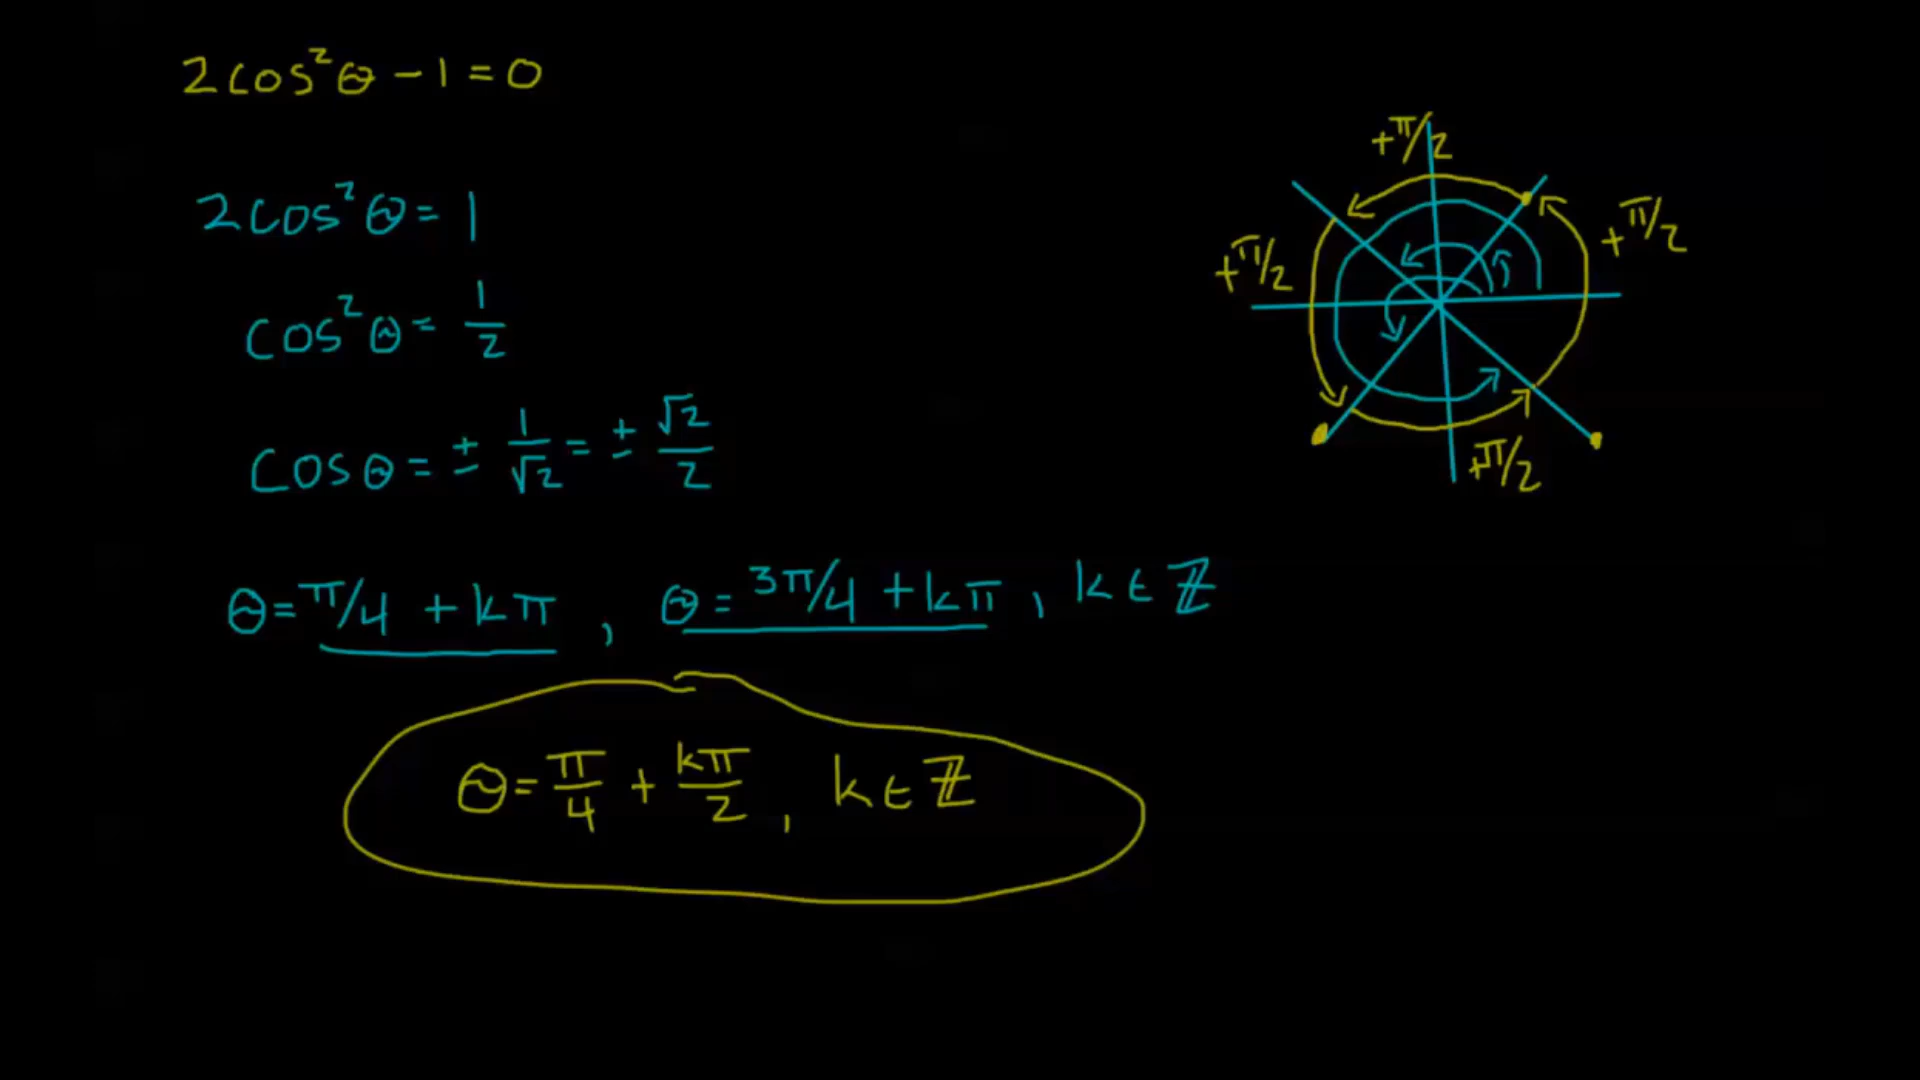 2cos²θ - 1 = 0
2cos²θ = 1
cos²θ = 1/2
cosθ = ± 1/√2 = ± √2/2
θ = π/4 + kπ , θ = 3π/4 + kπ , k ∈ ℤ
θ = π/4 + kπ/2 , k ∈ ℤ
+π/2
+π/2
+π/2
+π/2